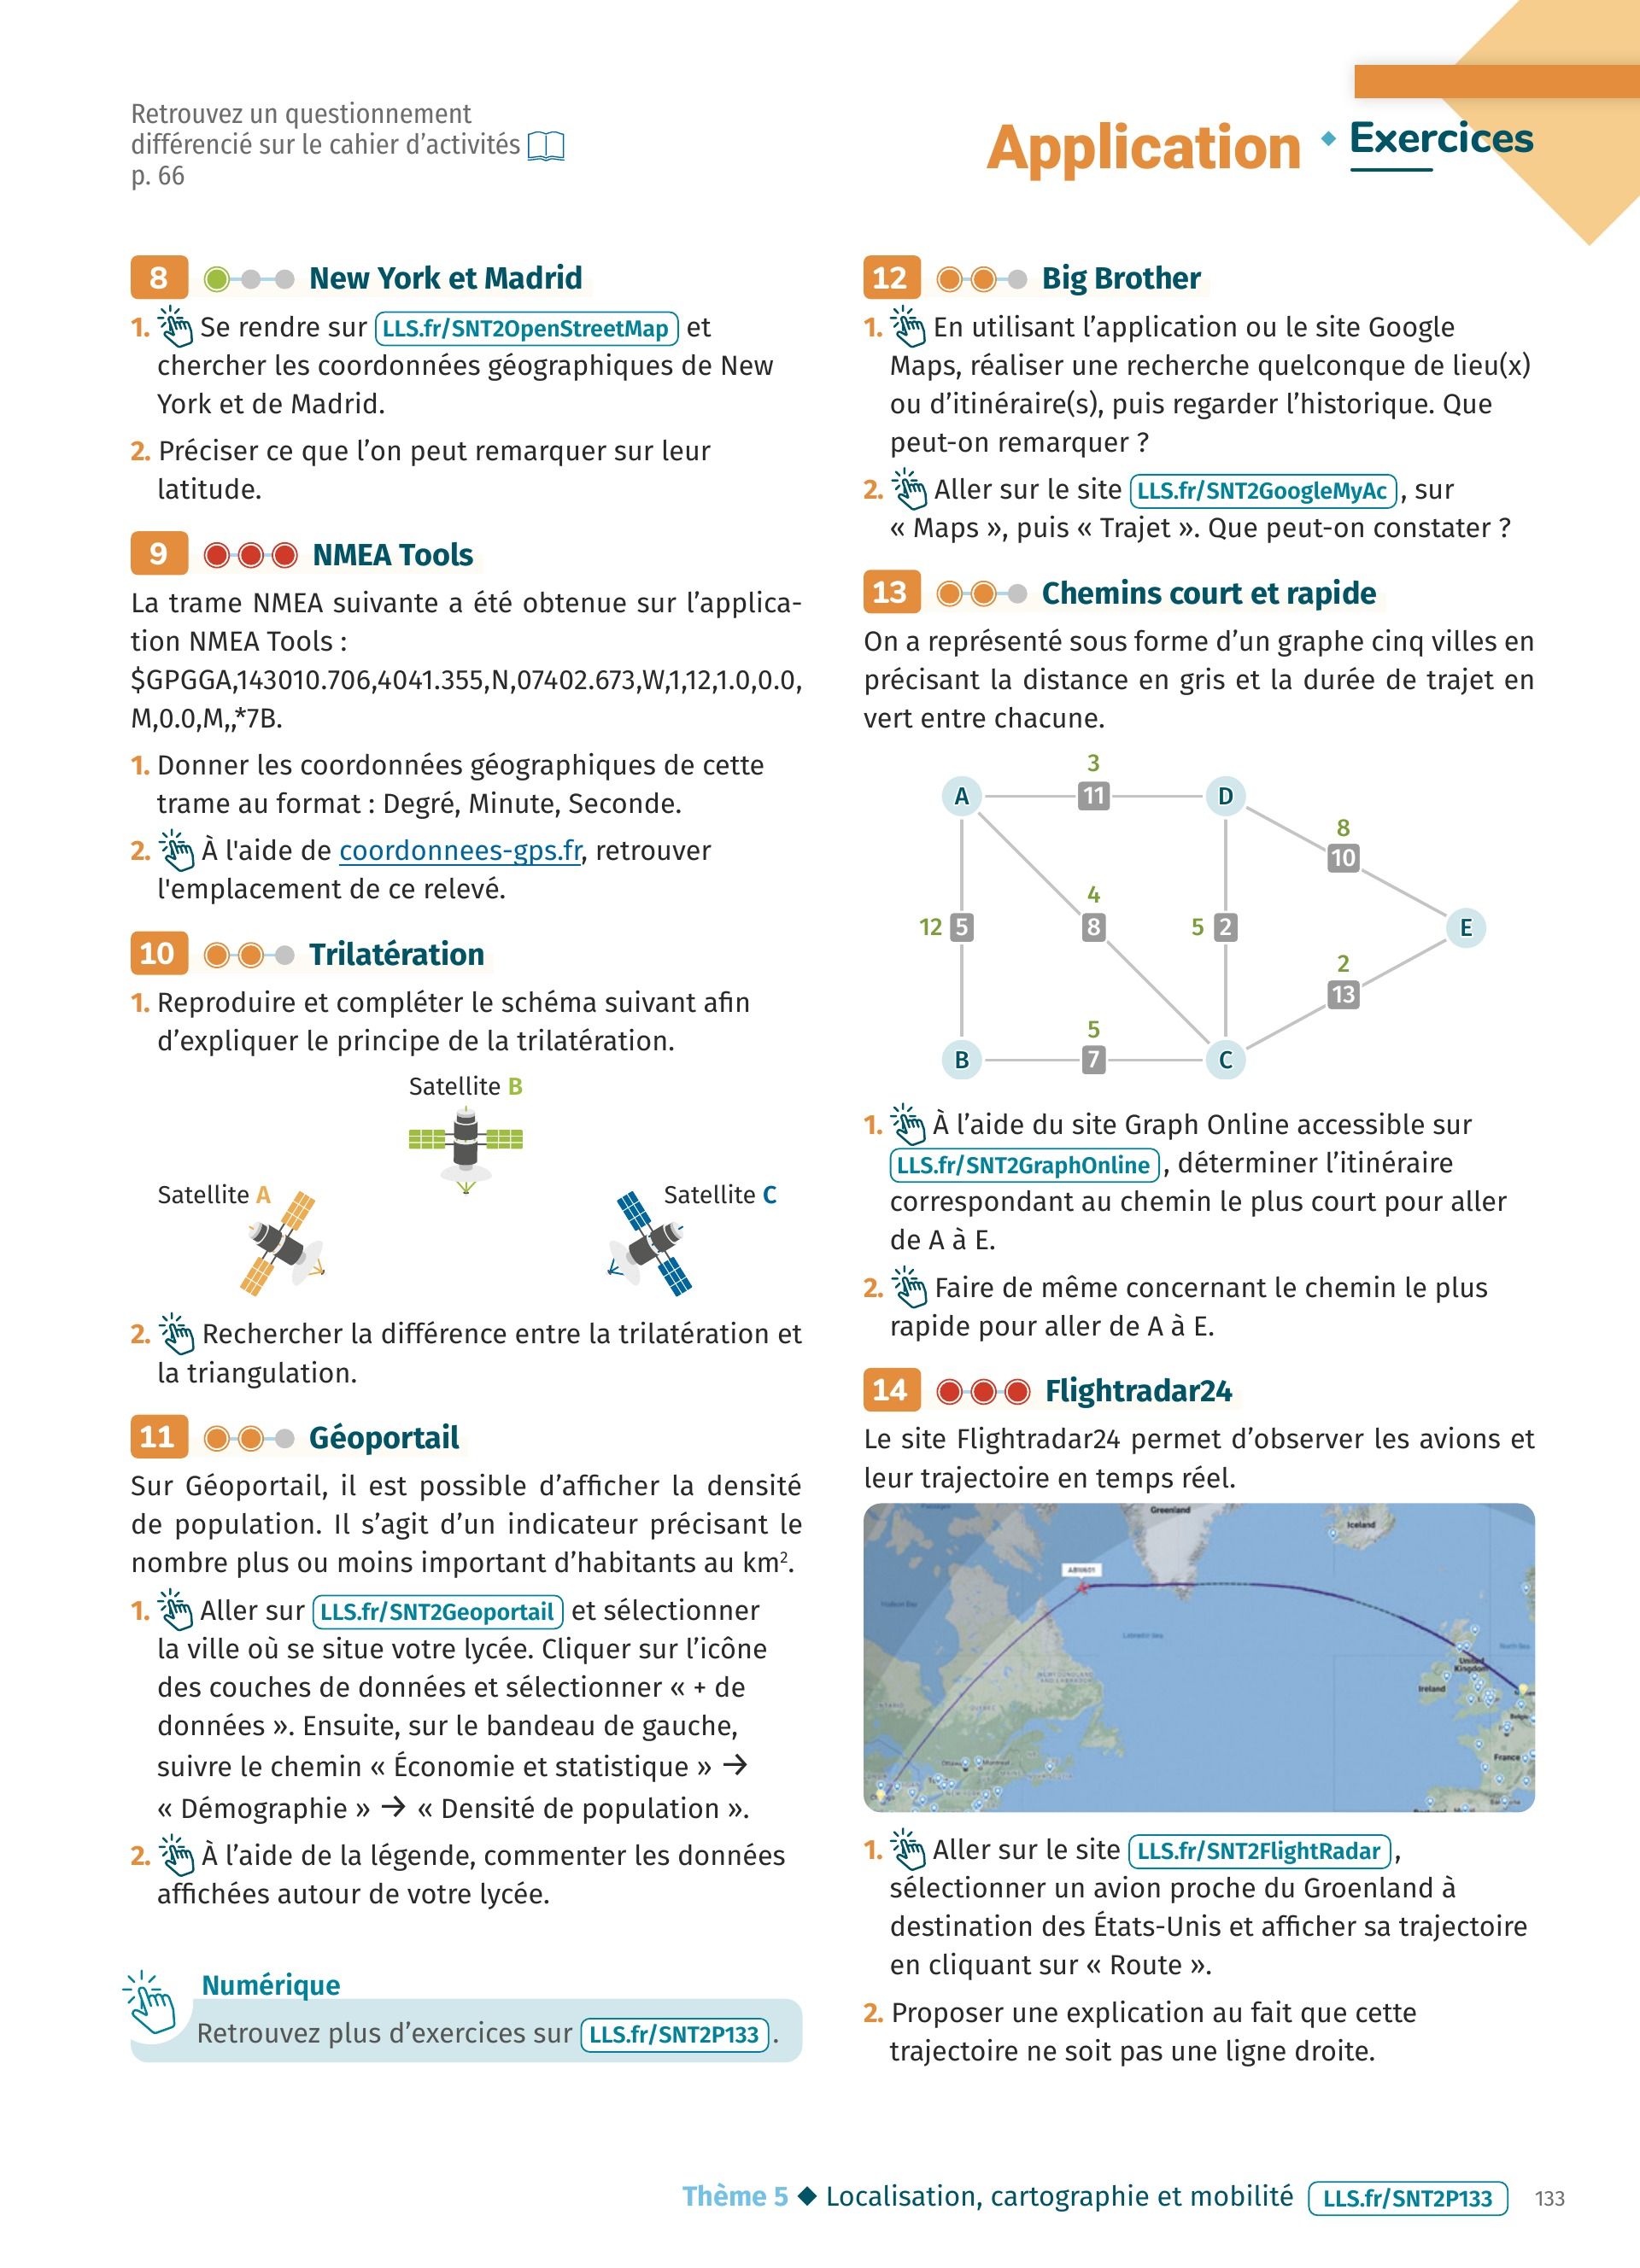 Retrouvez un questionnement
différencié sur le cahier d'activités
p. 66
Application ◆ Exercices
8 New York et Madrid
1. Se rendre sur LLS.fr/SNT2OpenStreetMap et
chercher les coordonnées géographiques de New
York et de Madrid.
2. Préciser ce que l'on peut remarquer sur leur
latitude.
9 NMEA Tools
La trame NMEA suivante a été obtenue sur l'applica-
tion NMEA Tools :
$GPGGA,143010.706,4041.355,N,07402.673,W,1,12,1.0,0.0,
M,0.0,M,,*7B.
1. Donner les coordonnées géographiques de cette
trame au format : Degré, Minute, Seconde.
2. À l'aide de coordonnees-gps.fr, retrouver
l'emplacement de ce relevé.
10 Trilatération
1. Reproduire et compléter le schéma suivant afin
d'expliquer le principe de la trilatération.
Satellite B
Satellite A
Satellite C
2. Rechercher la différence entre la trilatération et
la triangulation.
11 Géoportail
Sur Géoportail, il est possible d'afficher la densité
de population. Il s'agit d'un indicateur précisant le
nombre plus ou moins important d'habitants au km².
1. Aller sur LLS.fr/SNT2Geoportail et sélectionner
la ville où se situe votre lycée. Cliquer sur l'icône
des couches de données et sélectionner « + de
données ». Ensuite, sur le bandeau de gauche,
suivre le chemin « Économie et statistique » →
« Démographie » → « Densité de population ».
2. À l'aide de la légende, commenter les données
affichées autour de votre lycée.
Numérique
Retrouvez plus d'exercices sur LLS.fr/SNT2P133 .
12 Big Brother
1. En utilisant l'application ou le site Google
Maps, réaliser une recherche quelconque de lieu(x)
ou d'itinéraire(s), puis regarder l'historique. Que
peut-on remarquer ?
2. Aller sur le site LLS.fr/SNT2GoogleMyAc , sur
« Maps », puis « Trajet ». Que peut-on constater ?
13 Chemins court et rapide
On a représenté sous forme d'un graphe cinq villes en
précisant la distance en gris et la durée de trajet en
vert entre chacune.
3
A 11 D
8
10
4
12 5 8 5 2 E
2
13
5
B 7 C
1. À l'aide du site Graph Online accessible sur
LLS.fr/SNT2GraphOnline , déterminer l'itinéraire
correspondant au chemin le plus court pour aller
de A à E.
2. Faire de même concernant le chemin le plus
rapide pour aller de A à E.
14 Flightradar24
Le site Flightradar24 permet d'observer les avions et
leur trajectoire en temps réel.
Greenland
Iceland
Labrador Sea
North Sea
United
Kingdom
Ireland
France
1. Aller sur le site LLS.fr/SNT2FlightRadar ,
sélectionner un avion proche du Groenland à
destination des États-Unis et afficher sa trajectoire
en cliquant sur « Route ».
2. Proposer une explication au fait que cette
trajectoire ne soit pas une ligne droite.
Thème 5 ◆ Localisation, cartographie et mobilité LLS.fr/SNT2P133 133